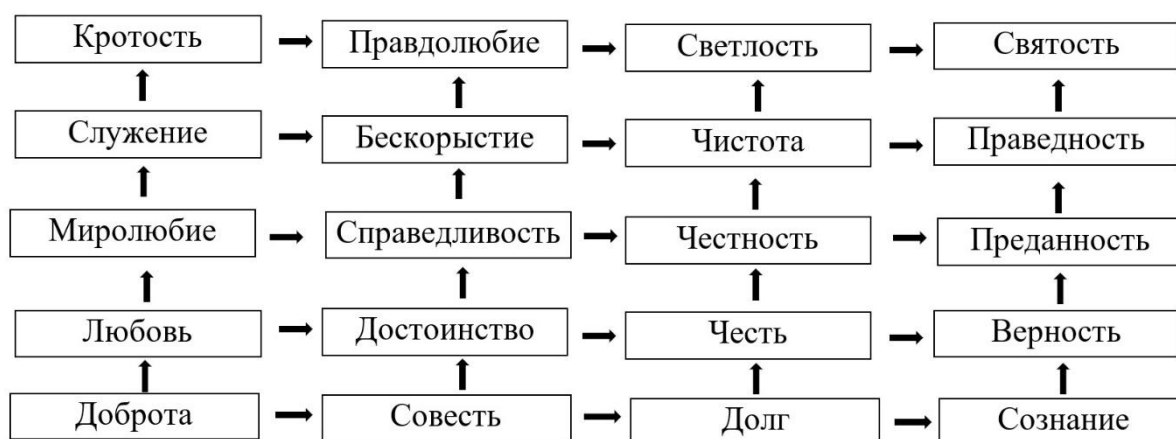 Кротость Правдолюбие Светлость Святость
Служение Бескорыстие Чистота Праведность
Миролюбие Справедливость Честность Преданность
Любовь Достоинство Честь Верность
Доброта Совесть Долг Сознание